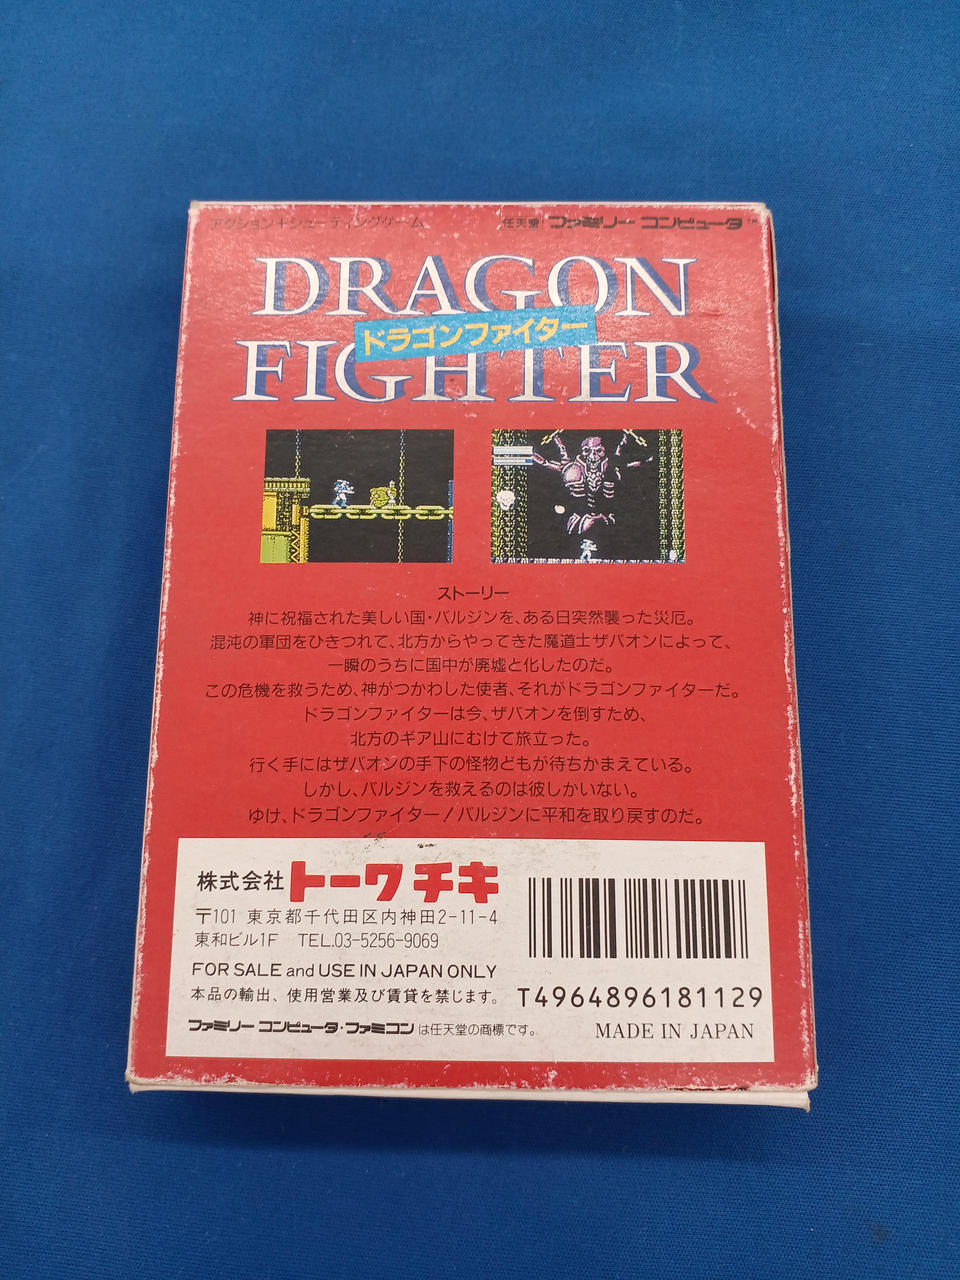 アクション+シューティングゲーム
任天堂 ファミリー コンピュータ™
DRAGON
ドラゴンファイター
FIGHTER
ストーリー
神に祝福された美しい国・バルジンを、ある日突然襲った災厄。
混沌の軍団をひきつれて、北方からやってきた魔道士ザバオンによって、
一瞬のうちに国中が廃墟と化したのだ。
この危機を救うため、神がつかわした使者、それがドラゴンファイターだ。
ドラゴンファイターは今、ザバオンを倒すため、
北方のギア山にむけて旅立った。
行く手にはザバオンの手下の怪物どもが待ちかまえている。
しかし、バルジンを救えるのは彼しかいない。
ゆけ、ドラゴンファイター！バルジンに平和を取り戻すのだ。
株式会社トーワチキ
〒101 東京都千代田区内神田2-11-4
東和ビル1F TEL.03-5256-9069
FOR SALE and USE IN JAPAN ONLY
本品の輸出、使用営業及び賃貸を禁じます。
ファミリー コンピュータ・ファミコン は任天堂の商標です。
T4964896181129
MADE IN JAPAN